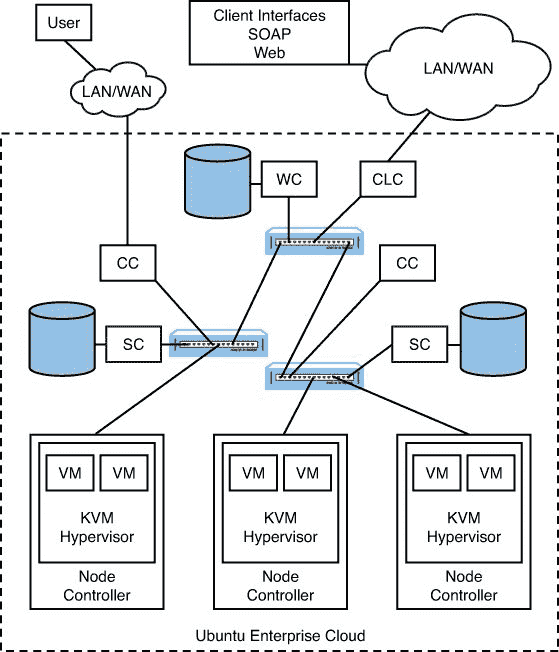 User
Client Interfaces
SOAP
Web
LAN/WAN
LAN/WAN
WC
CLC
CC
CC
SC
SC
VM
VM
KVM
Hypervisor
Node
Controller
VM
VM
KVM
Hypervisor
Node
Controller
VM
VM
KVM
Hypervisor
Node
Controller
Ubuntu Enterprise Cloud